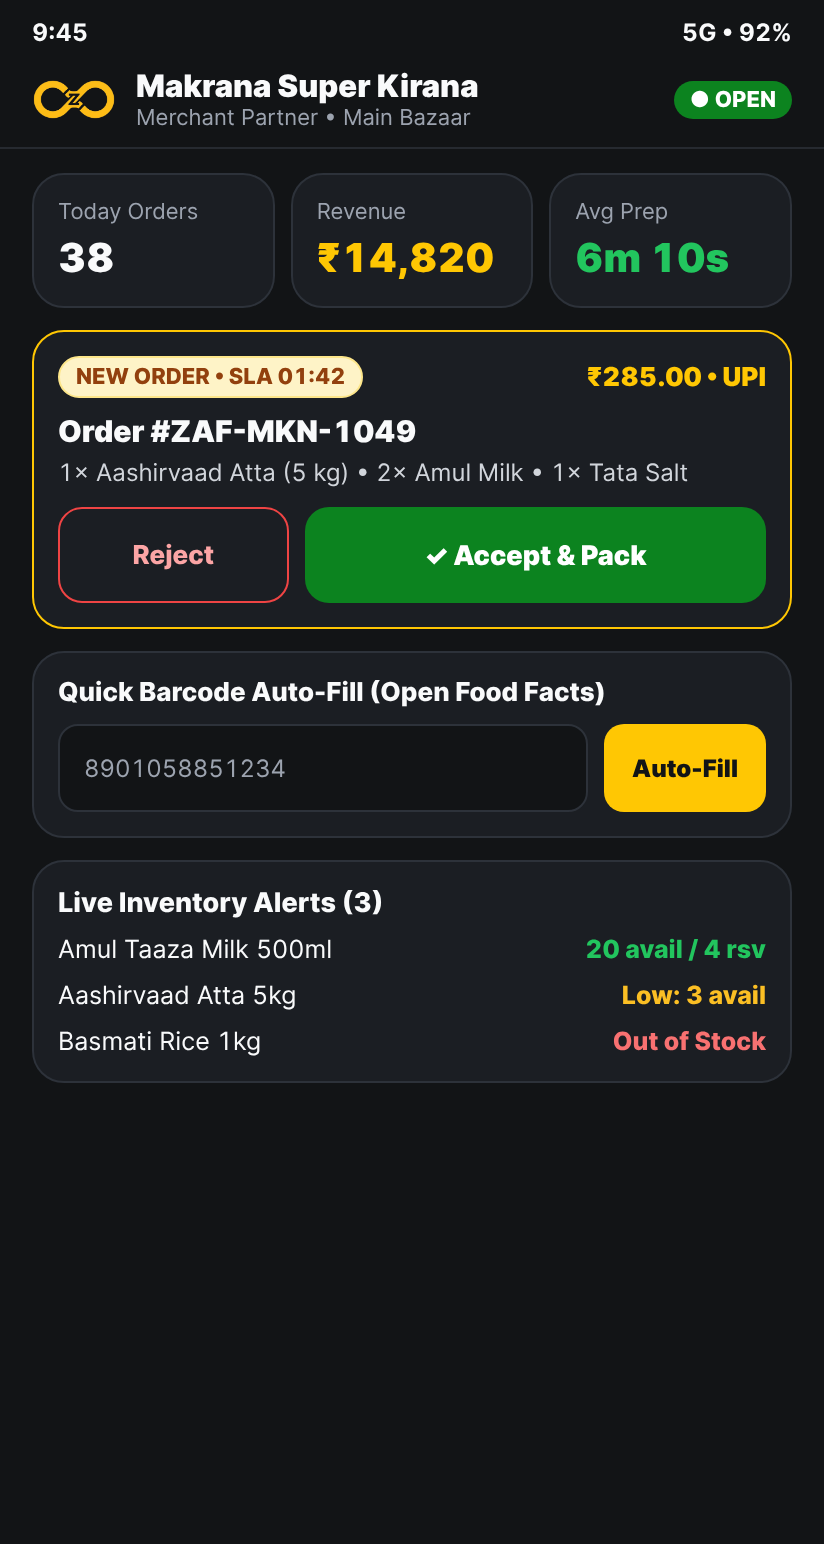 9:45
5G • 92%
Z
Makrana Super Kirana
Merchant Partner • Main Bazaar
● OPEN
Today Orders
38
Revenue
₹14,820
Avg Prep
6m 10s
NEW ORDER • SLA 01:42
₹285.00 • UPI
Order #ZAF-MKN-1049
1× Aashirvaad Atta (5 kg) • 2× Amul Milk • 1× Tata Salt
Reject
✓ Accept & Pack
Quick Barcode Auto-Fill (Open Food Facts)
8901058851234
Auto-Fill
Live Inventory Alerts (3)
Amul Taaza Milk 500ml
20 avail / 4 rsv
Aashirvaad Atta 5kg
Low: 3 avail
Basmati Rice 1kg
Out of Stock